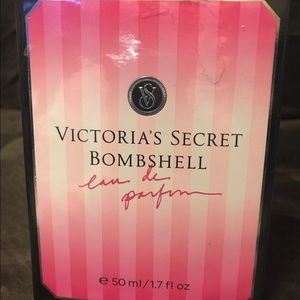 VS
VICTORIA'S SECRET
BOMBSHELL
eau de
parfum
e 50 ml/1.7 fl oz